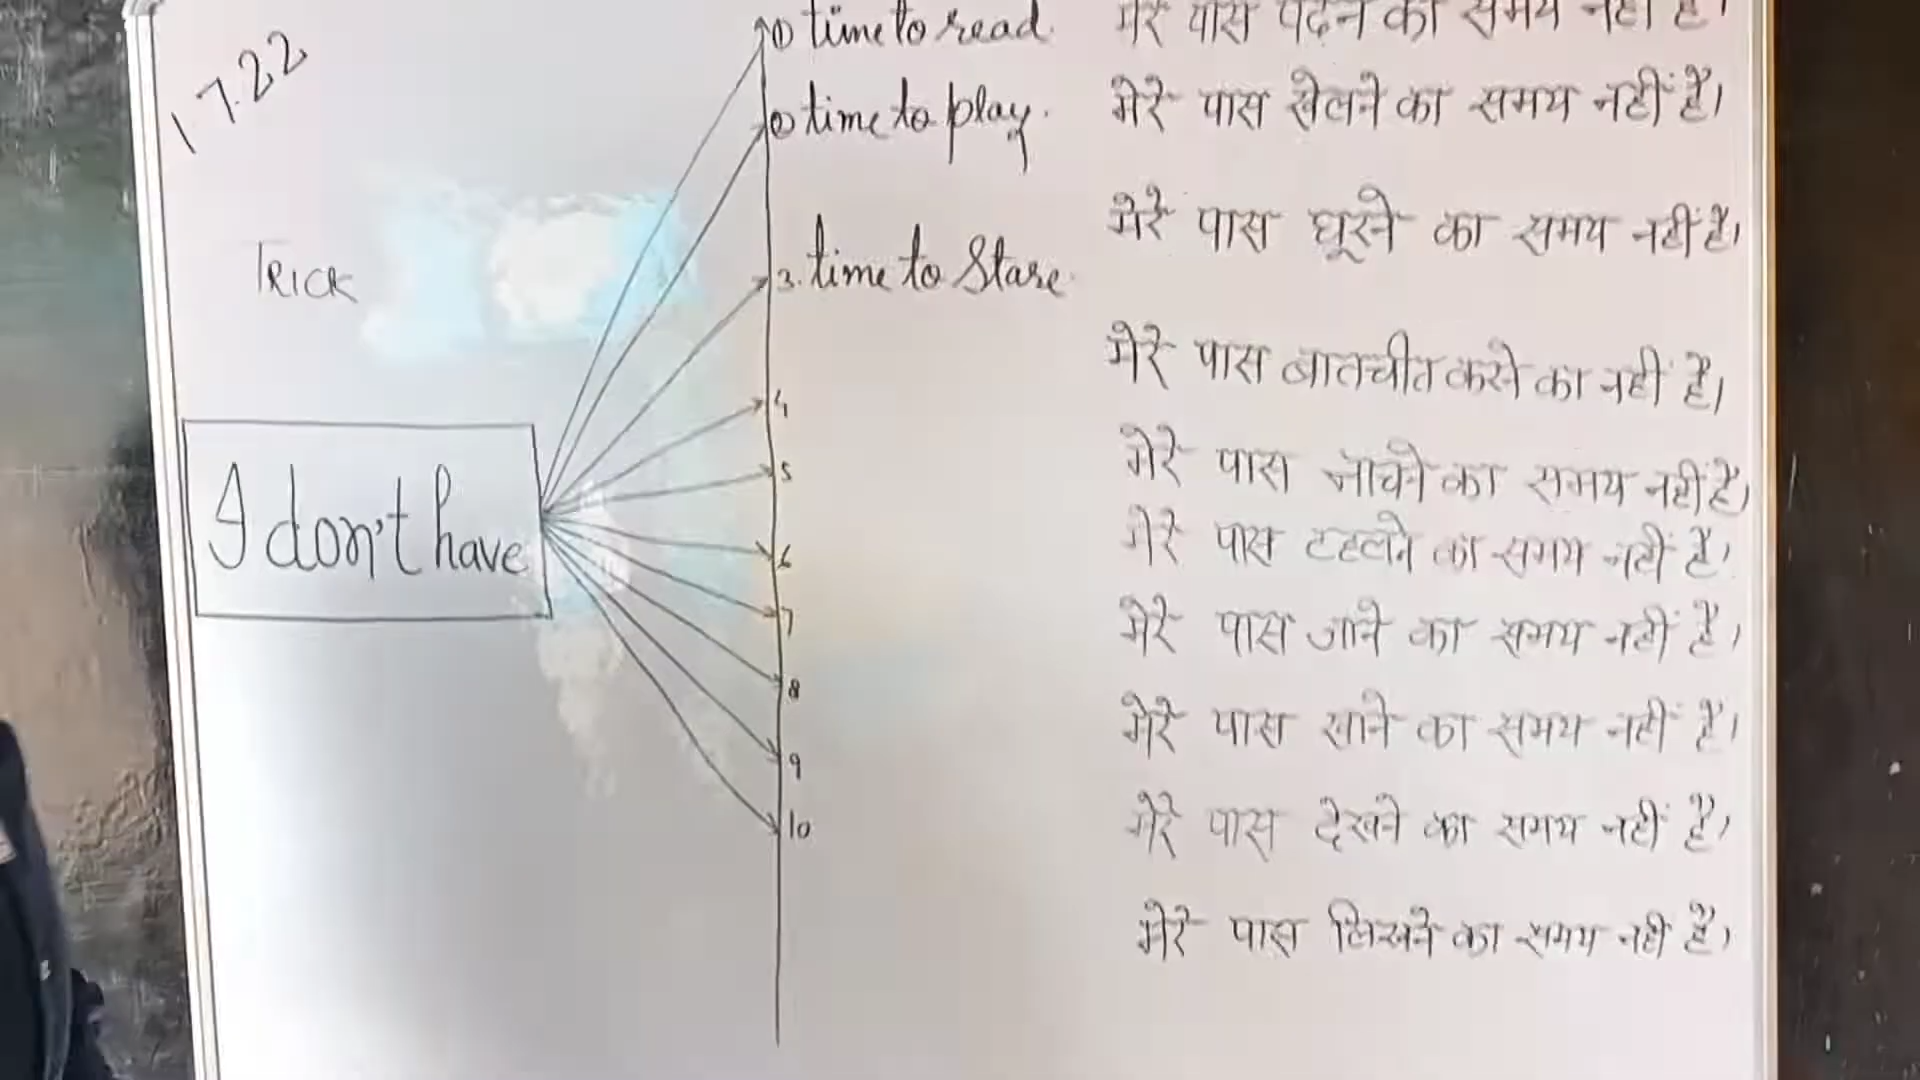 1 7.22
① time to read. मेरे पास पढ़ने का समय नहीं है।
② time to play. मेरे पास खेलने का समय नहीं है।
3. time to Stare. मेरे पास घूरने का समय नहीं है।
TRICK
4 मेरे पास बातचीत करने का नहीं है।
5 मेरे पास नाचने का समय नहीं है।
I don't have
6 मेरे पास टहलने का समय नहीं है।
7 मेरे पास जाने का समय नहीं है।
8 मेरे पास खाने का समय नहीं है।
9 मेरे पास देखने का समय नहीं है।
10 मेरे पास लिखने का समय नही है।